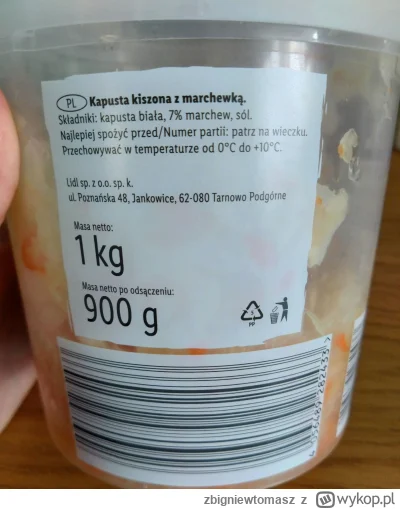 PL Kapusta kiszona z marchewką.
Składniki: kapusta biała, 7% marchew, sól.
Najlepiej spożyć przed/Numer partii: patrz na wieczku.
Przechowywać w temperaturze od 0°C do +10°C.
Lidl sp. z o.o. sp. k.
ul. Poznańska 48, Jankowice, 62-080 Tarnowo Podgórne
Masa netto:
1 kg
Masa netto po odsączeniu:
900 g
5
PP
zbigniewtomasz z wykop.pl